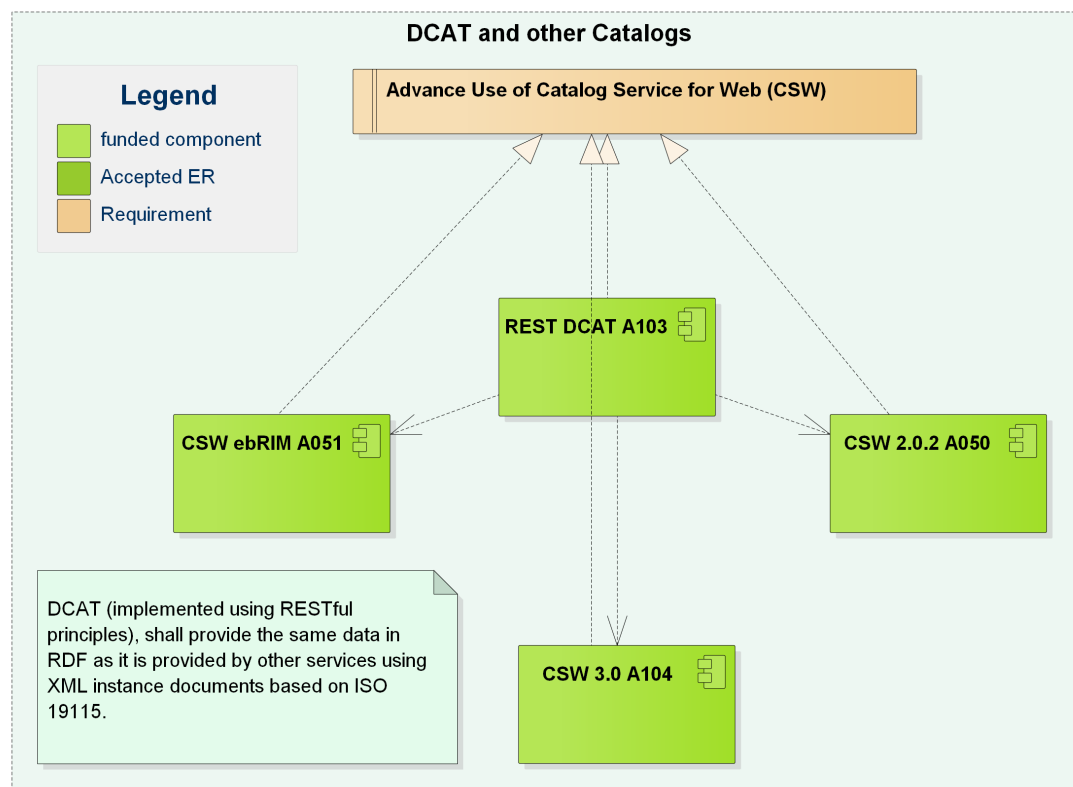 DCAT and other Catalogs
Legend
funded component
Accepted ER
Requirement
Advance Use of Catalog Service for Web (CSW)
REST DCAT A103
CSW ebRIM A051
CSW 2.0.2 A050
CSW 3.0 A104
DCAT (implemented using RESTful
principles), shall provide the same data in
RDF as it is provided by other services using
XML instance documents based on ISO
19115.